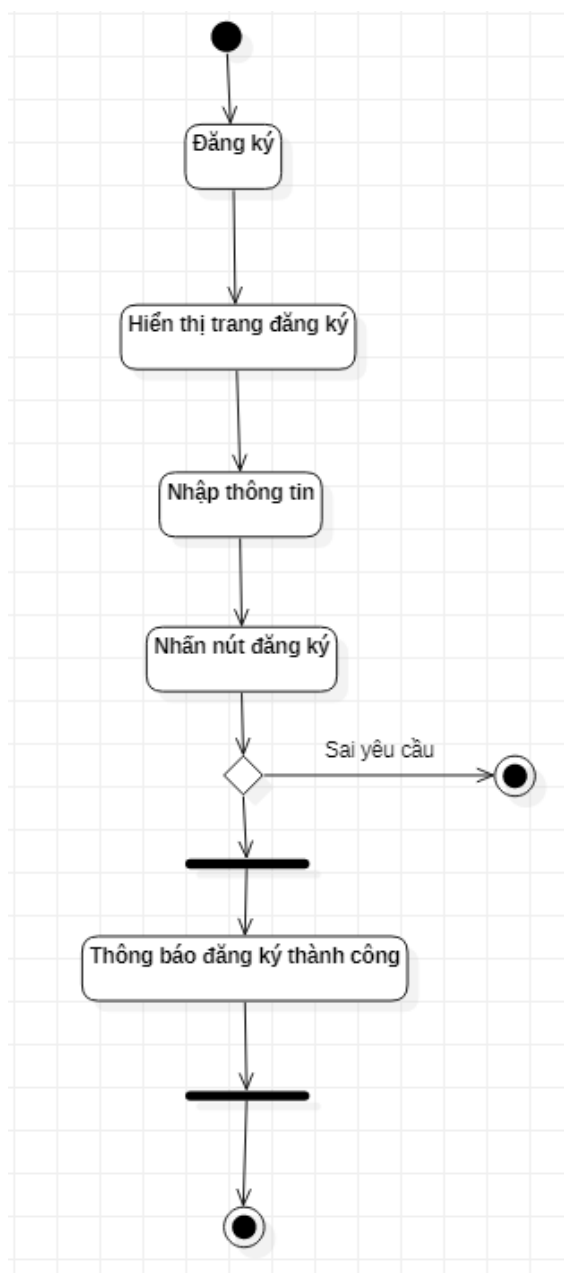 Đăng ký
Hiển thị trang đăng ký
Nhập thông tin
Nhấn nút đăng ký
Sai yêu cầu
Thông báo đăng ký thành công